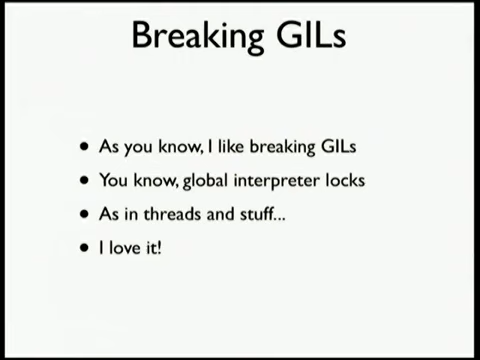 Breaking GILs
• As you know, I like breaking GILs
• You know, global interpreter locks
• As in threads and stuff...
• I love it!